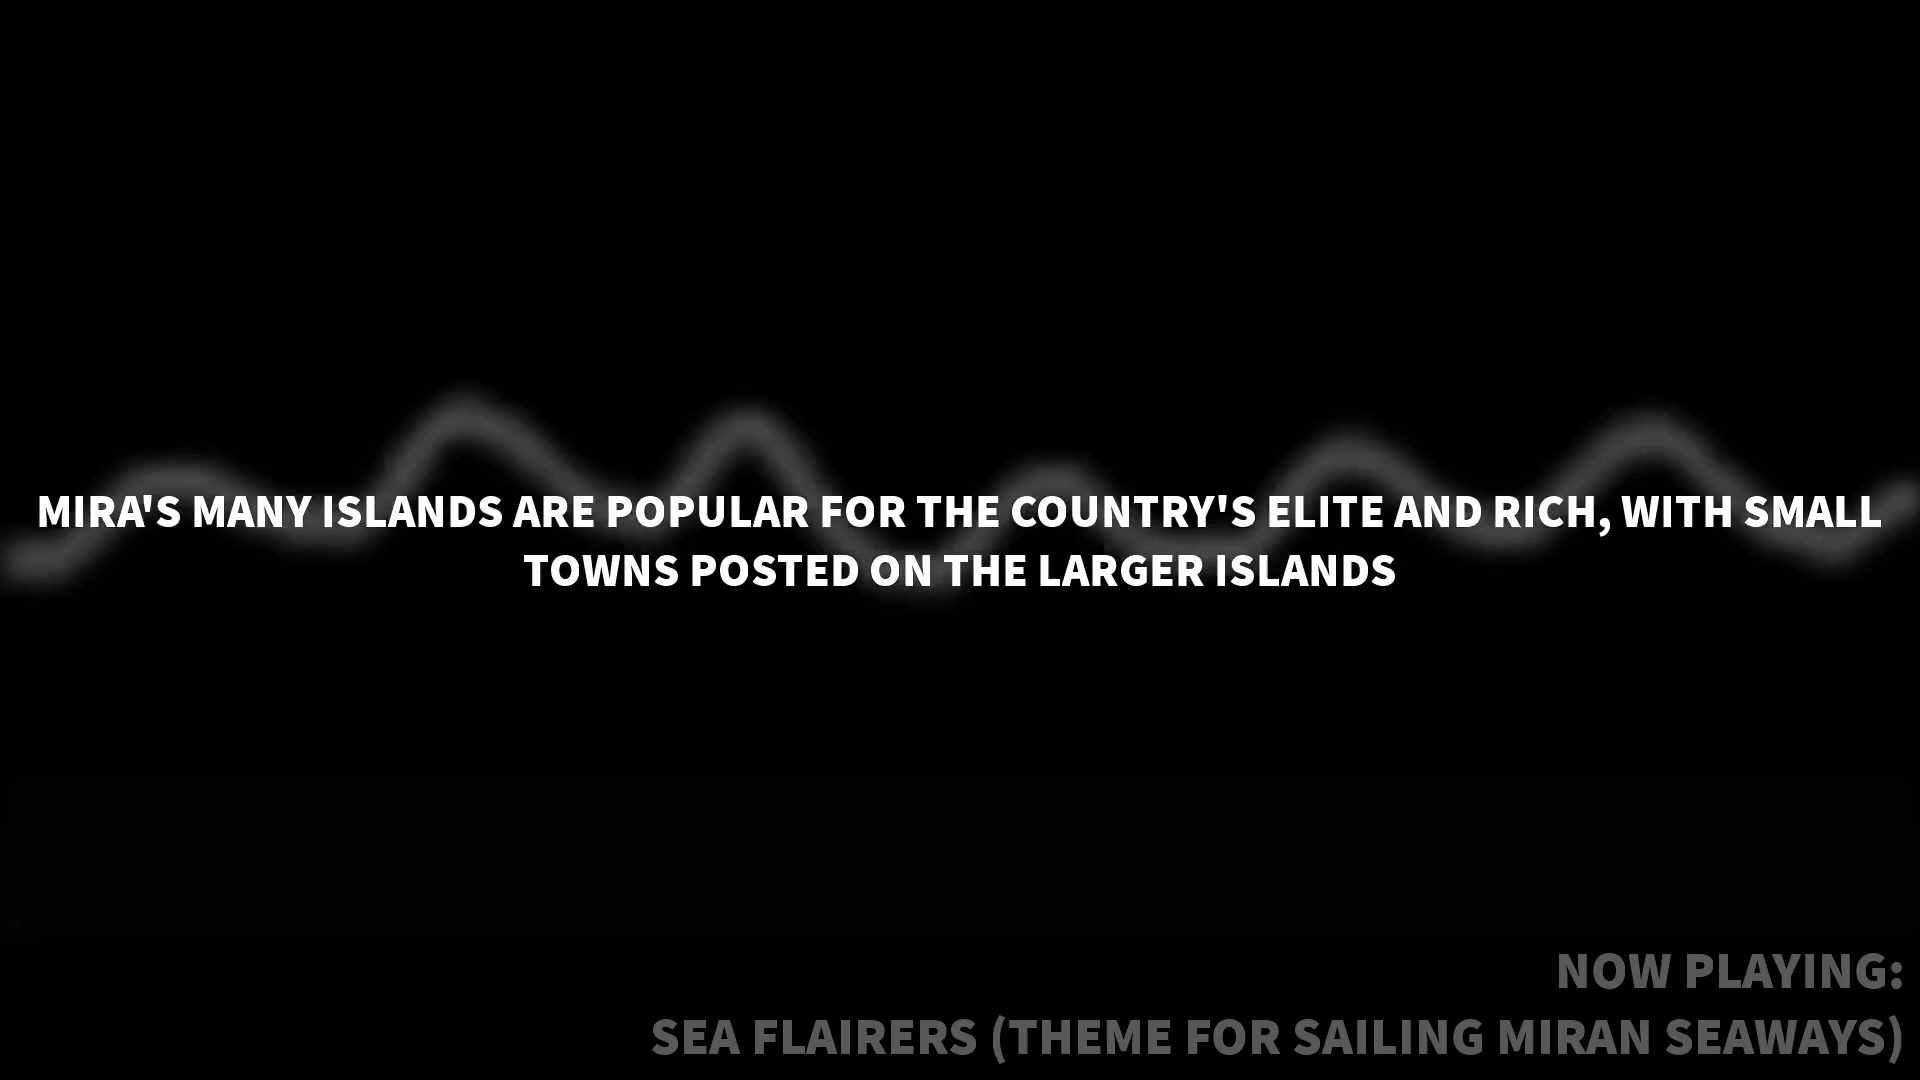 MIRA'S MANY ISLANDS ARE POPULAR FOR THE COUNTRY'S ELITE AND RICH, WITH SMALL
TOWNS POSTED ON THE LARGER ISLANDS
NOW PLAYING:
SEA FLAIRERS (THEME FOR SAILING MIRAN SEAWAYS)